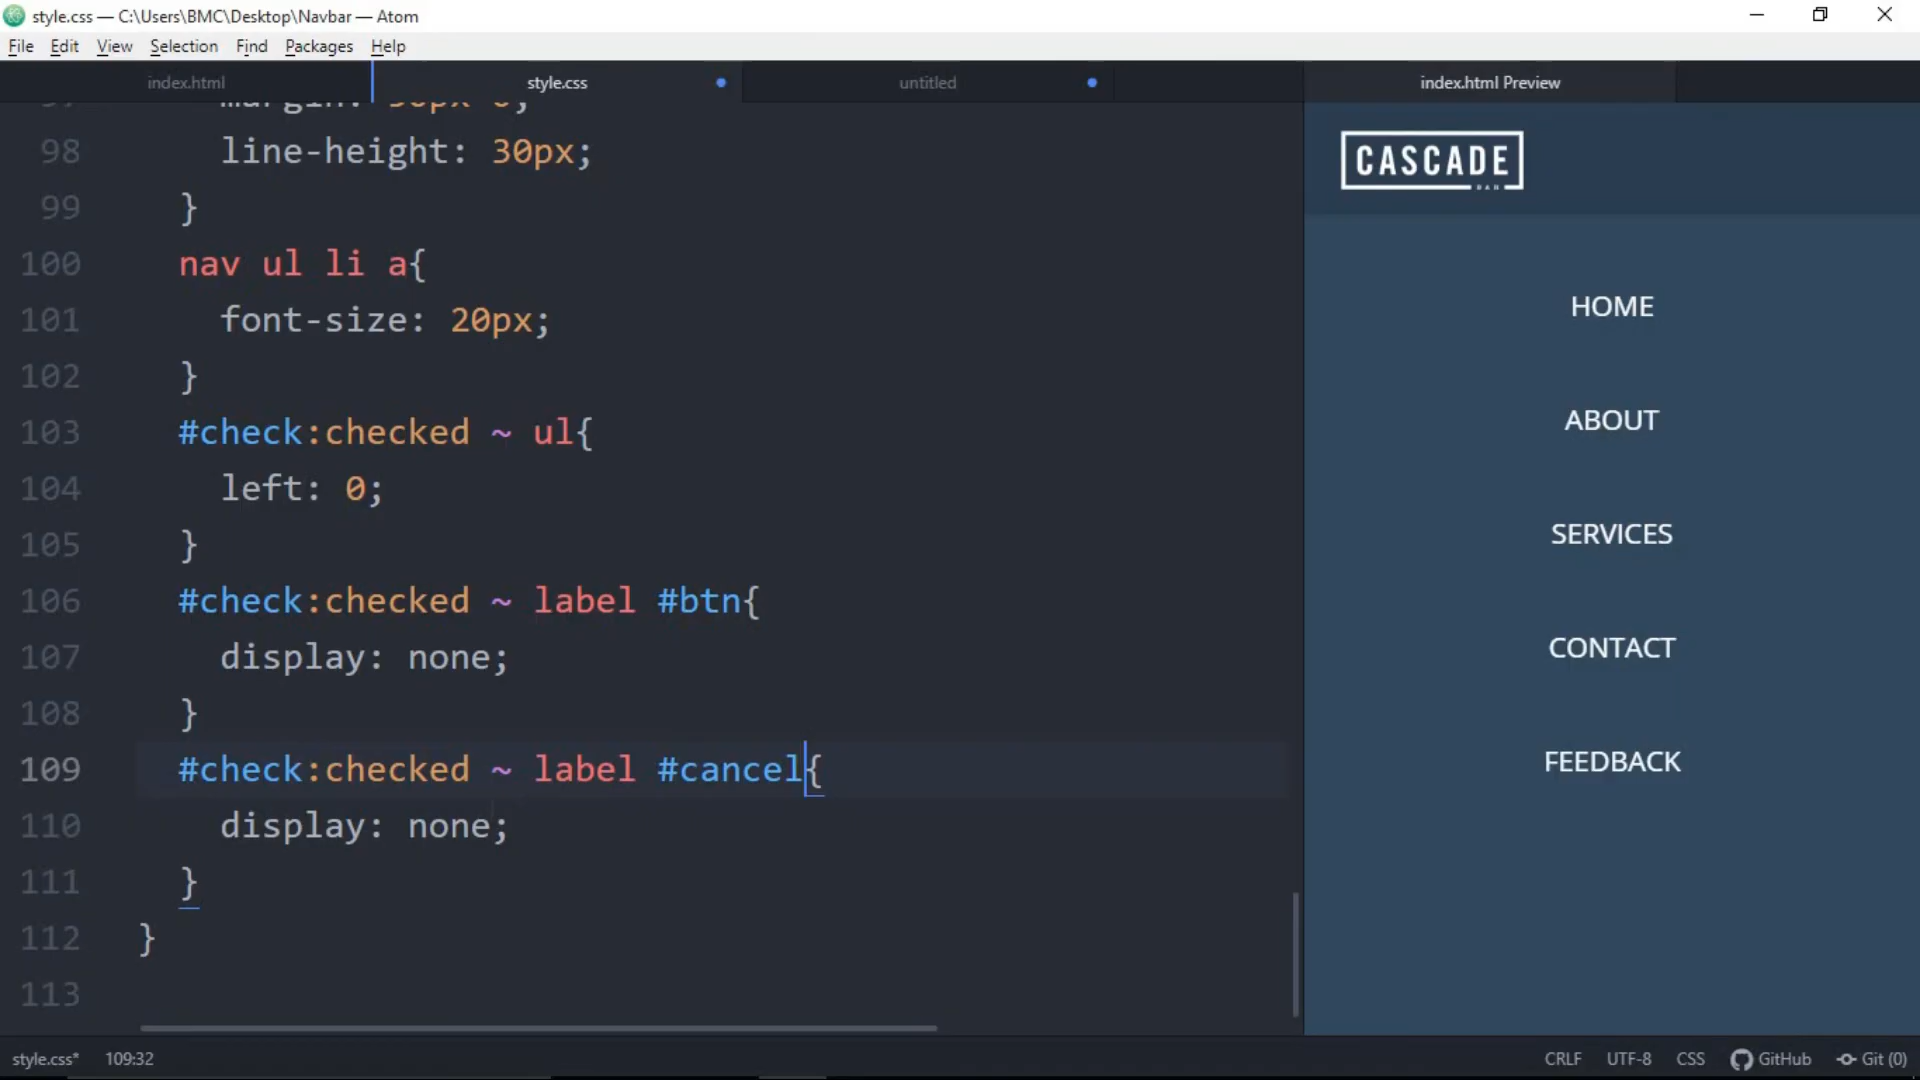 style.css — C:\Users\BMC\Desktop\Navbar — Atom
File Edit View Selection Find Packages Help
index.html
style.css
untitled
index.html Preview
98 line-height: 30px;
99 }
100 nav ul li a{
101 font-size: 20px;
102 }
103 #check:checked ~ ul{
104 left: 0;
105 }
106 #check:checked ~ label #btn{
107 display: none;
108 }
109 #check:checked ~ label #cancel{
110 display: none;
111 }
112 }
113
CASCADE
HOME
ABOUT
SERVICES
CONTACT
FEEDBACK
style.css* 109:32
CRLF UTF-8 CSS GitHub Git (0)